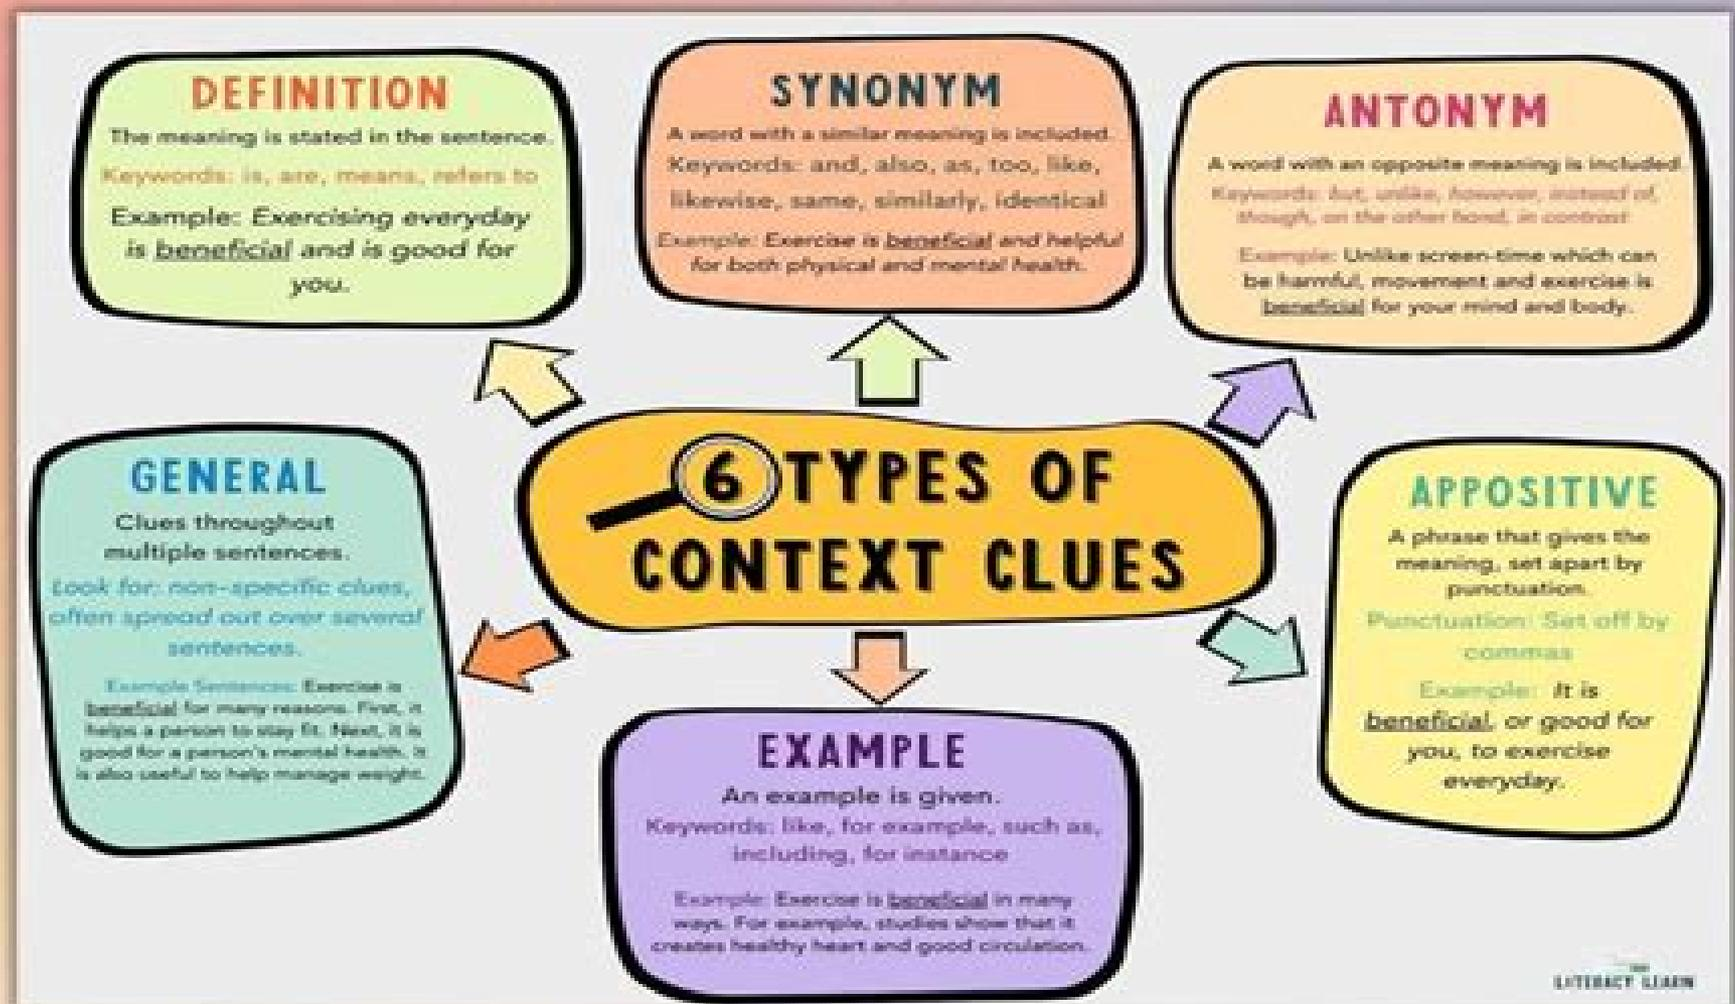 DEFINITION
The meaning is stated in the sentence.
Keywords: is, are, means, refers to
Example: Exercising everyday
is beneficial and is good for
you.
SYNONYM
A word with a similar meaning is included.
Keywords: and, also, as, too, like,
likewise, same, similarly, identical
Example: Exercise is beneficial and helpful
for both physical and mental health.
ANTONYM
A word with an opposite meaning is included.
Keywords: but, unlike, however, instead of,
though, on the other hand, in contrast
Example: Unlike screen-time which can
be harmful, movement and exercise is
beneficial for your mind and body.
6 TYPES OF
CONTEXT CLUES
GENERAL
Clues throughout
multiple sentences.
Look for: non-specific clues,
often spread out over several
sentences.
Example Sentences: Exercise is
beneficial for many reasons. First, it
helps a person to stay fit. Next, it is
good for a person's mental health. It
is also useful to help manage weight.
APPOSITIVE
A phrase that gives the
meaning, set apart by
punctuation.
Punctuation: Set off by
commas
Example: It is
beneficial, or good for
you, to exercise
everyday.
EXAMPLE
An example is given.
Keywords: like, for example, such as,
including, for instance
Example: Exercise is beneficial in many
ways. For example, studies show that it
creates healthy heart and good circulation.
LITERACY LEARN